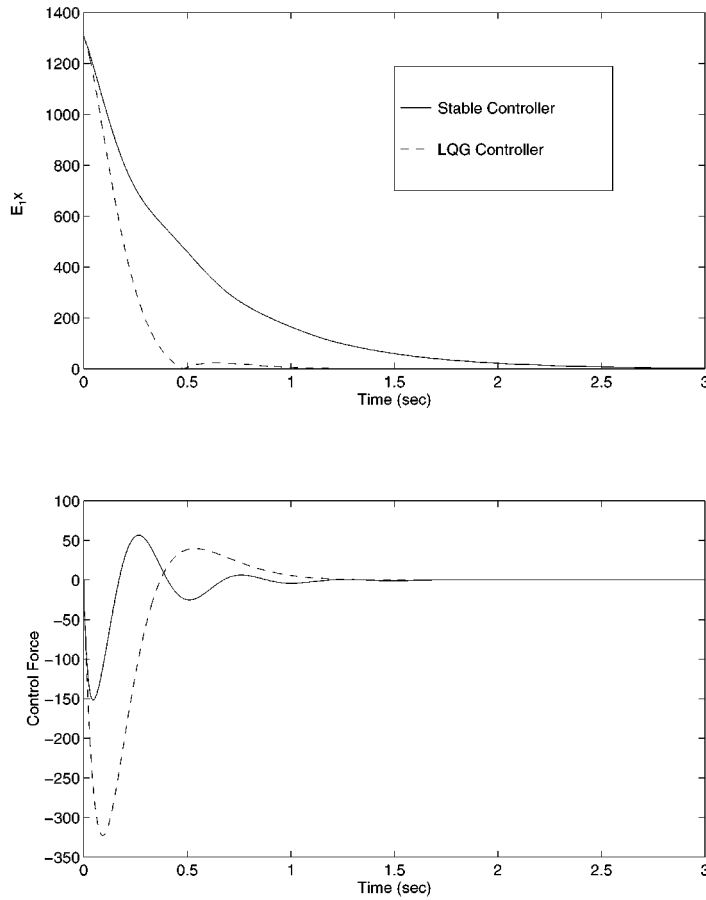 1400
1200
1000
800
600
400
200
0
E₁x
Stable Controller
LQG Controller
0 0.5 1 1.5 2 2.5 3
Time (sec)
100
50
0
−50
−100
−150
−200
−250
−300
−350
Control Force
0 0.5 1 1.5 2 2.5 3
Time (sec)